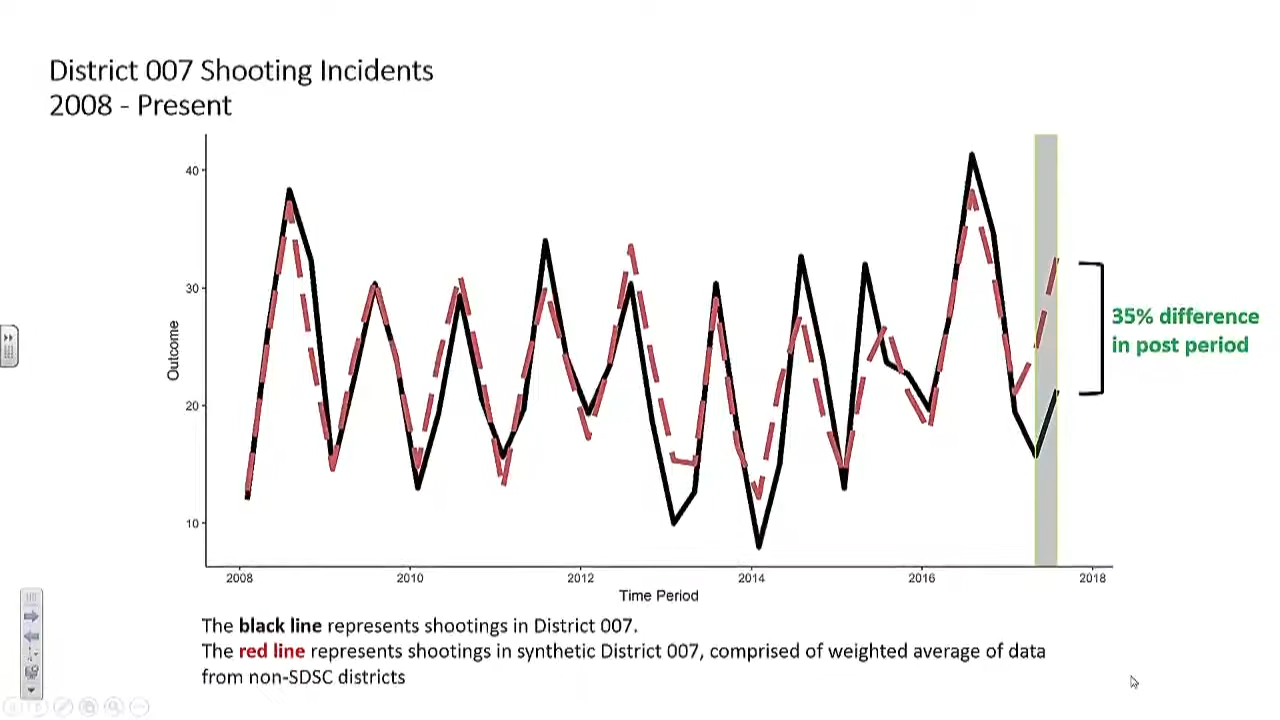 District 007 Shooting Incidents
2008 - Present
40
30
20
10
Outcome
2008
2010
2012
2014
2016
2018
Time Period
35% difference
in post period
The black line represents shootings in District 007.
The red line represents shootings in synthetic District 007, comprised of weighted average of data
from non-SDSC districts